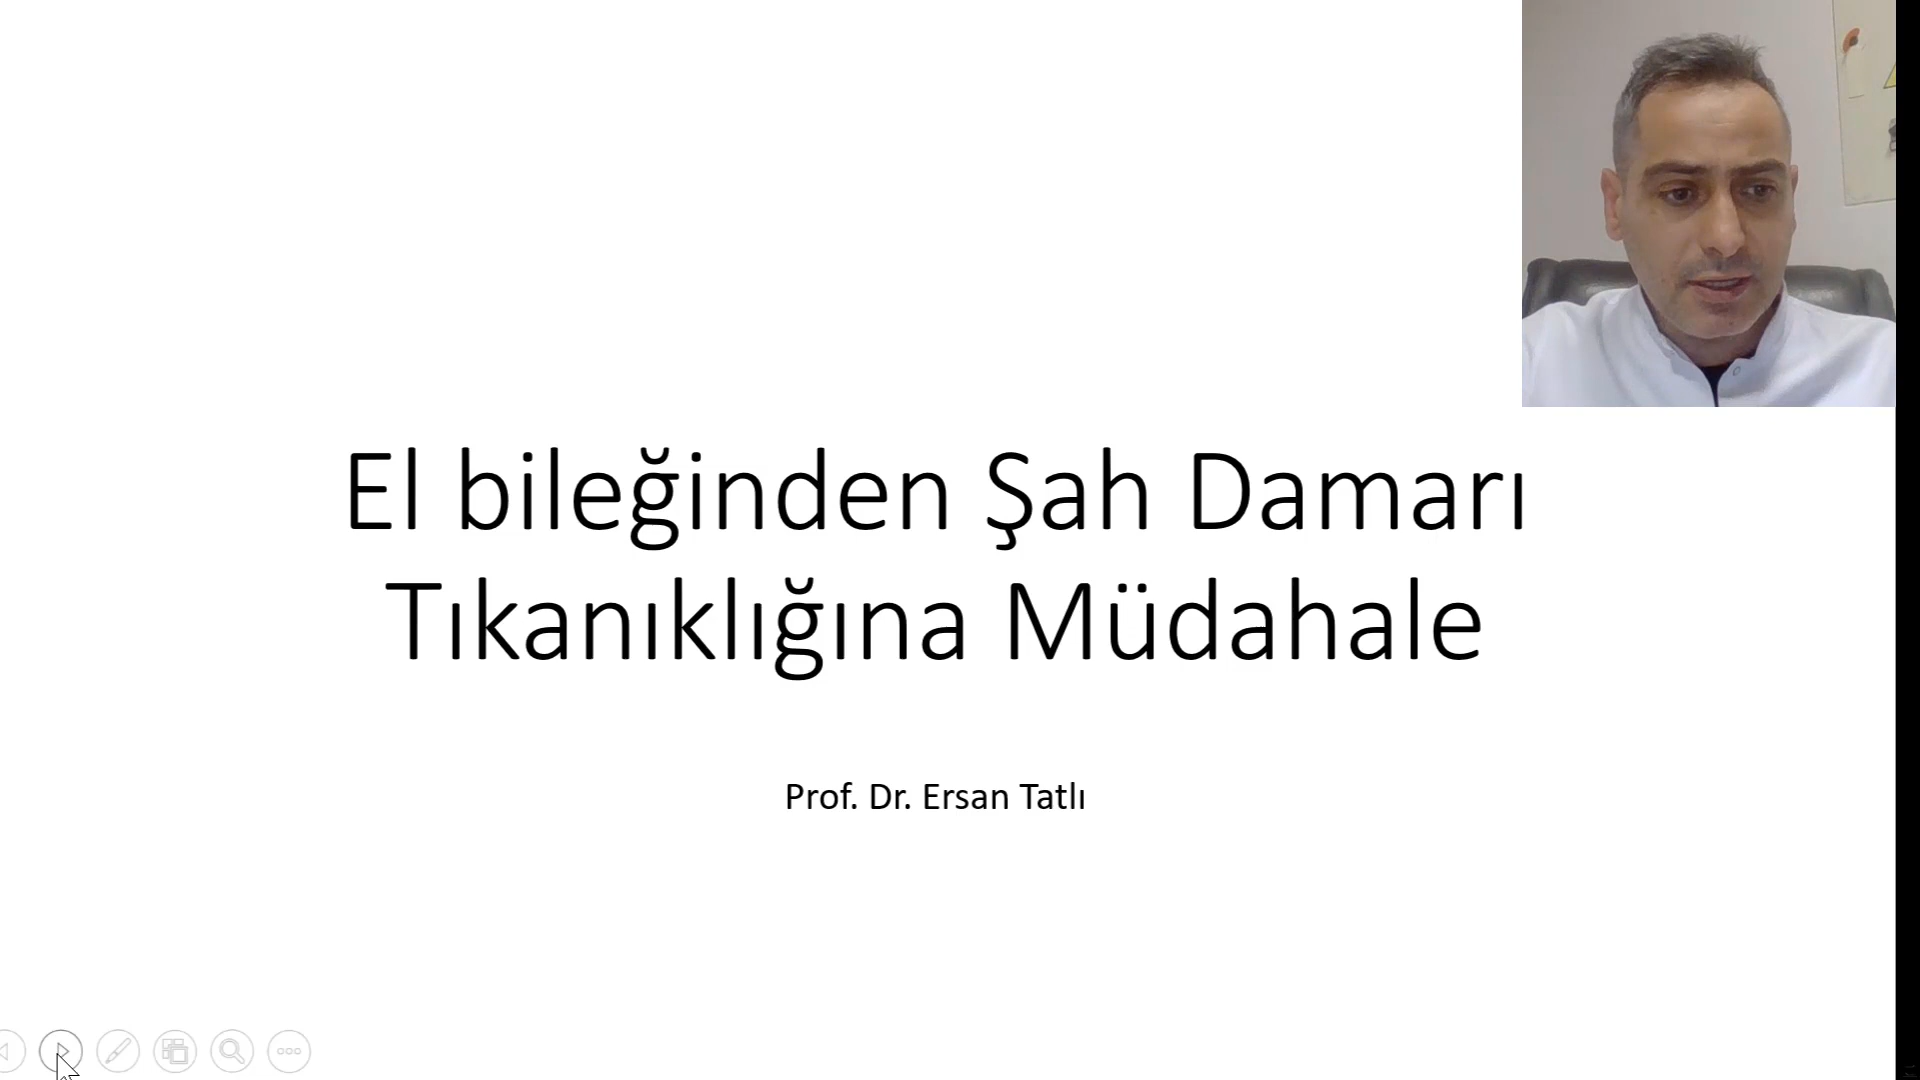 El bileğinden Şah Damarı
Tıkanıklığına Müdahale
Prof. Dr. Ersan Tatlı